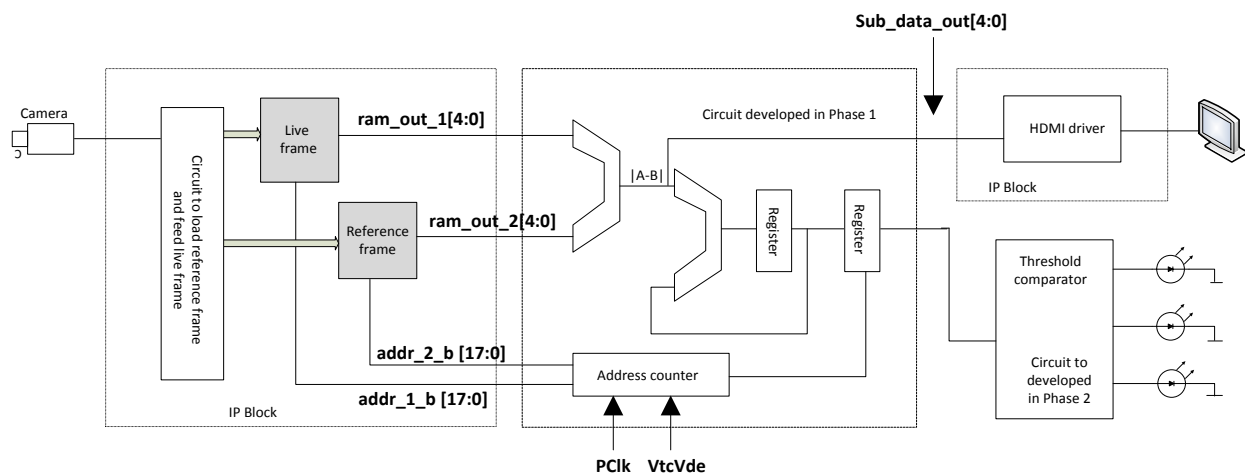 Sub_data_out[4:0]
Camera
Circuit to load reference frame
and feed live frame
Live
frame
Reference
frame
IP Block
ram_out_1[4:0]
ram_out_2[4:0]
addr_2_b [17:0]
addr_1_b [17:0]
Circuit developed in Phase 1
|A-B|
Register
Register
Address counter
PClk
VtcVde
HDMI driver
IP Block
Threshold
comparator
Circuit to
developed
in Phase 2